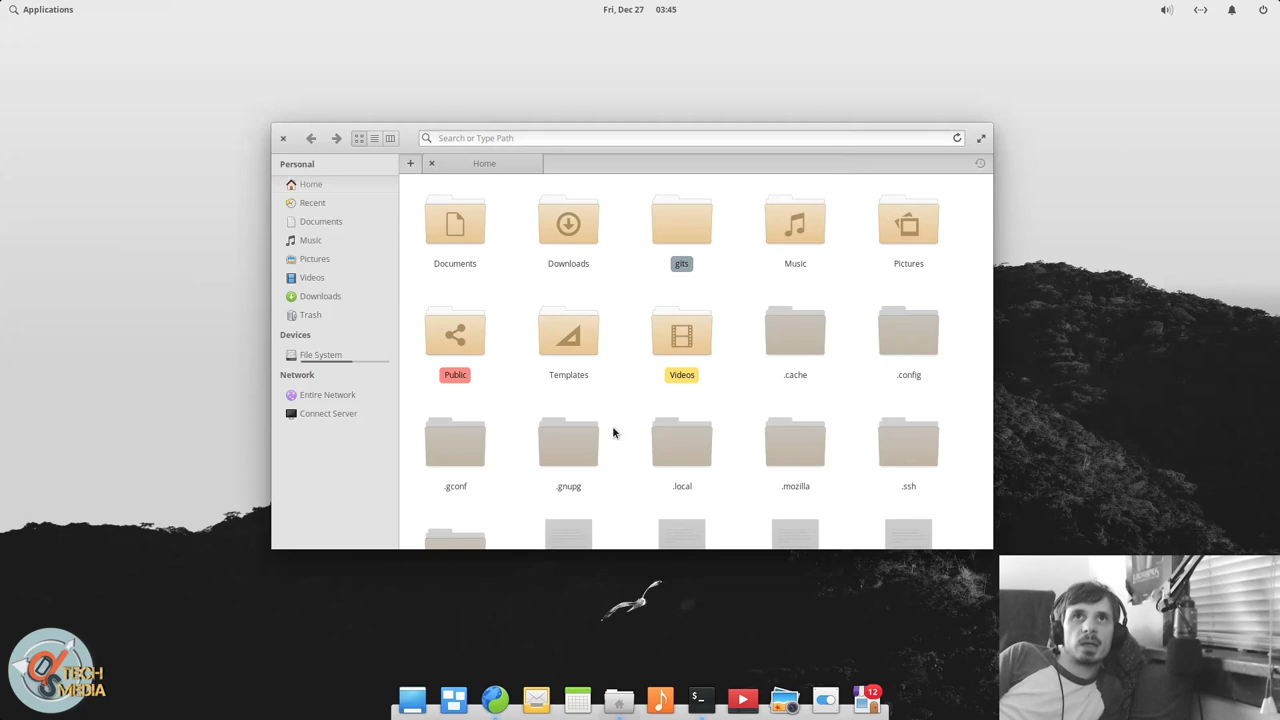 Applications
Fri, Dec 27 03:45
Search or Type Path
Personal
Home
Home
Recent
Documents
Music
Pictures
Videos
Downloads
Trash
Devices
File System
Network
Entire Network
Connect Server
Documents
Downloads
gits
Music
Pictures
Public
Templates
Videos
.cache
.config
.gconf
.gnupg
.local
.mozilla
.ssh
12
DS
TECH
MEDIA